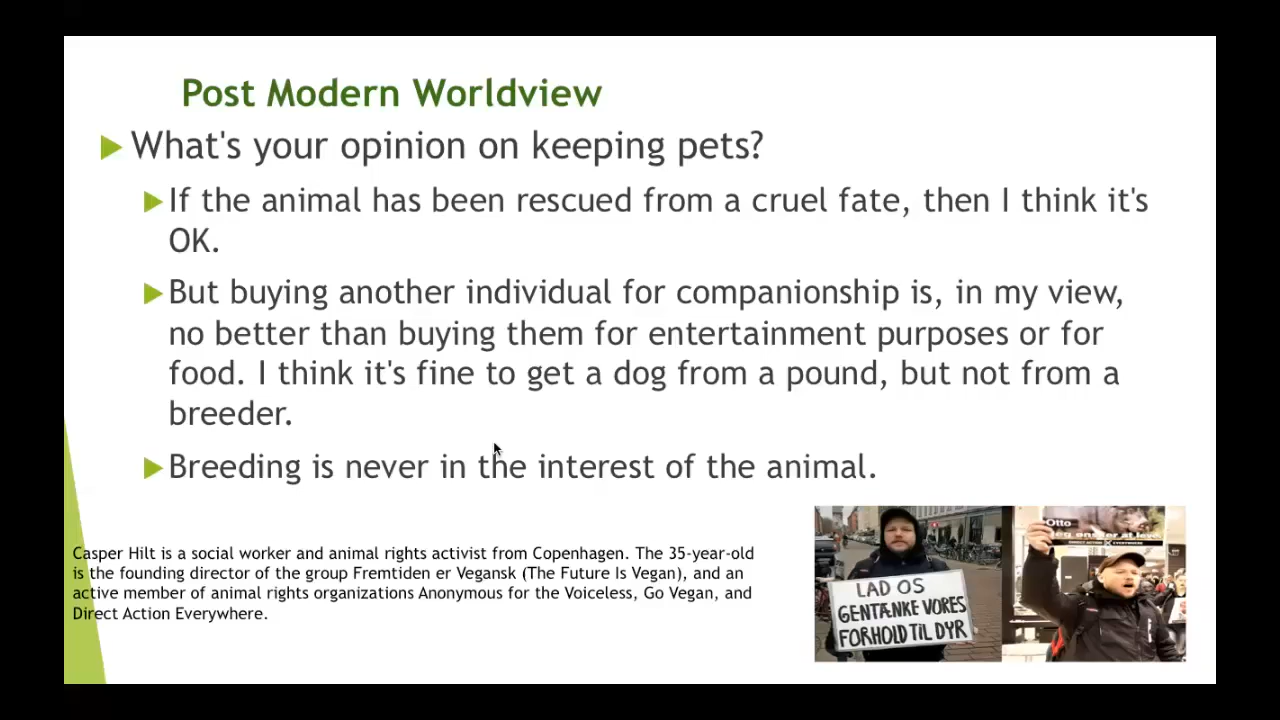 Post Modern Worldview
What's your opinion on keeping pets?
If the animal has been rescued from a cruel fate, then I think it's
OK.
But buying another individual for companionship is, in my view,
no better than buying them for entertainment purposes or for
food. I think it's fine to get a dog from a pound, but not from a
breeder.
Breeding is never in the interest of the animal.
Casper Hilt is a social worker and animal rights activist from Copenhagen. The 35-year-old
is the founding director of the group Fremtiden er Vegansk (The Future Is Vegan), and an
active member of animal rights organizations Anonymous for the Voiceless, Go Vegan, and
Direct Action Everywhere.
LAD OS
GENTÆNKE VORES
FORHOLD TiL DYR
Otto